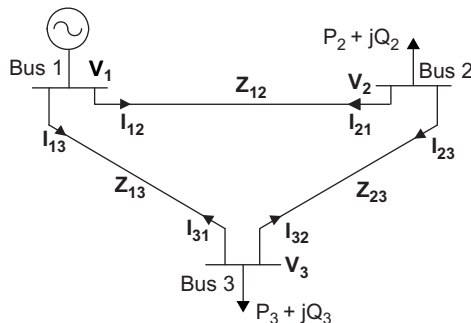 P2 + jQ2
Bus 1
V1
Z12
V2
Bus 2
I12
I21
I13
I23
Z13
Z23
I31
I32
Bus 3
V3
P3 + jQ3